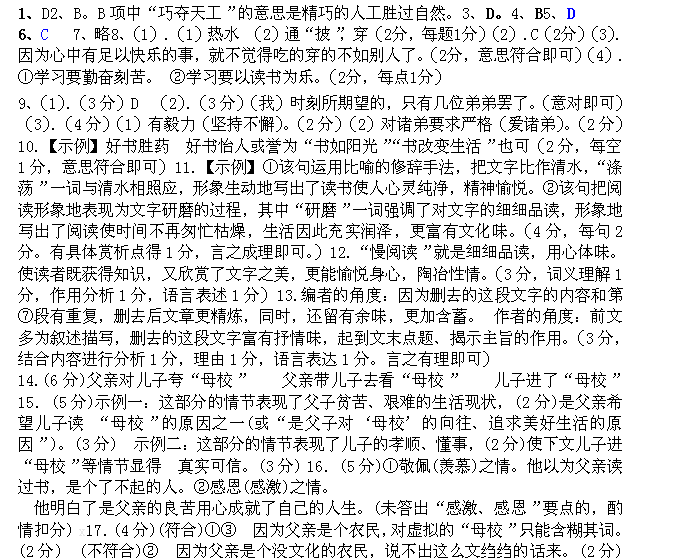 1、D2、B。B项中“巧夺天工”的意思是精巧的人工胜过自然。3、D。4、B5、D
6、C 7、略8、(1).(1)热水 (2)通“披”,穿(2分,每题1分)(2).C(2分)(3).
因为心中有足以快乐的事,就不觉得吃的穿的不如别人了。(2分,意思符合即可)(4).
①学习要勤奋刻苦。 ②学习要以读书为乐。(2分,每点1分)
9、(1).(3分)D (2).(3分)(我)时刻所期望的,只有几位弟弟罢了。(意对即可)
(3).(4分)(1)有毅力(坚持不懈)。(2分)(2)对诸弟要求严格(爱诸弟)。(2分)
10.【示例】好书胜药 好书怡人或誉为“书如阳光”“书改变生活”也可(2分,每空
1分,意思符合即可)11.【示例】①该句运用比喻的修辞手法,把文字比作清水,“涤
荡”一词与清水相照应,形象生动地写出了读书使人心灵纯净,精神愉悦。②该句把阅
读形象地表现为文字研磨的过程,其中“研磨”一词强调了对文字的细细品读,形象地
写出了阅读使时间不再匆忙枯燥,生活因此充实润泽,更富有文化味。(4分,每句2
分。有具体赏析点得1分,言之成理即可。)12.“慢阅读”就是细细品读,用心体味。
使读者既获得知识,又欣赏了文字之美,更能愉悦身心,陶冶性情。(3分,词义理解1
分,作用分析1分,语言表述1分)13.编者的角度:因为删去的这段文字的内容和第
⑦段有重复,删去后文章更精炼,同时,还留有余味,更加含蓄。 作者的角度:前文
多为叙述描写,删去的这段文字富有抒情味,起到文末点题、揭示主旨的作用。(3分,
结合内容进行分析1分,理由1分,语言表达1分。言之有理即可)
14.(6分)父亲对儿子夸“母校” 父亲带儿子去看“母校” 儿子进了“母校”
15.(5分)示例一:这部分的情节表现了父子贫苦、艰难的生活现状,(2分)是父亲希
望儿子读 “母校”的原因之一(或“是父子对‘母校’的向往、追求美好生活的原
因”)。(3分) 示例二:这部分的情节表现了儿子的孝顺、懂事,(2分)使下文儿子进
“母校”等情节显得 真实可信。(3分)16.(5分)①敬佩(羡慕)之情。他以为父亲读
过书,是个了不起的人。②感恩(感激)之情。
他明白了是父亲的良苦用心成就了自己的人生。(未答出“感激、感恩”要点的,酌
情扣分) 17.(4分)(符合)①③ 因为父亲是个农民,对虚拟的“母校”只能含糊其词。
(2分) (不符合)② 因为父亲是个没文化的农民,说不出这么文绉绉的话来。(2分)